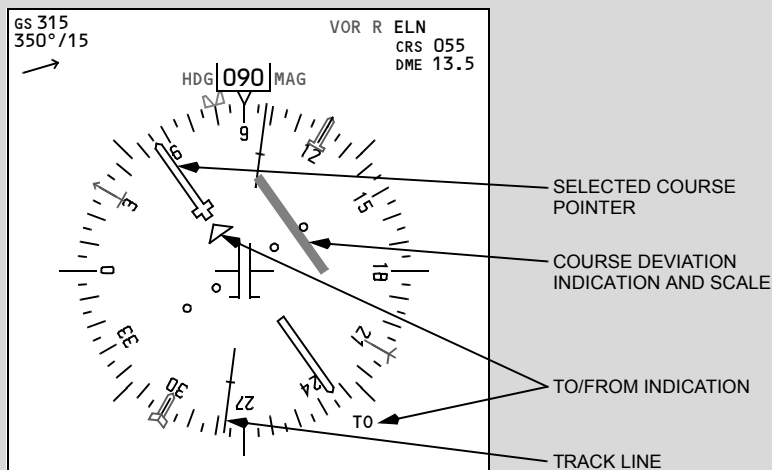 GS 315
VOR R ELN
350°/15
CRS 055
DME 13.5
HDG 090 MAG
9
12
6
15
3
SELECTED COURSE
POINTER
COURSE DEVIATION
INDICATION AND SCALE
0
18
33
21
30
24
27
TO/FROM INDICATION
TO
TRACK LINE